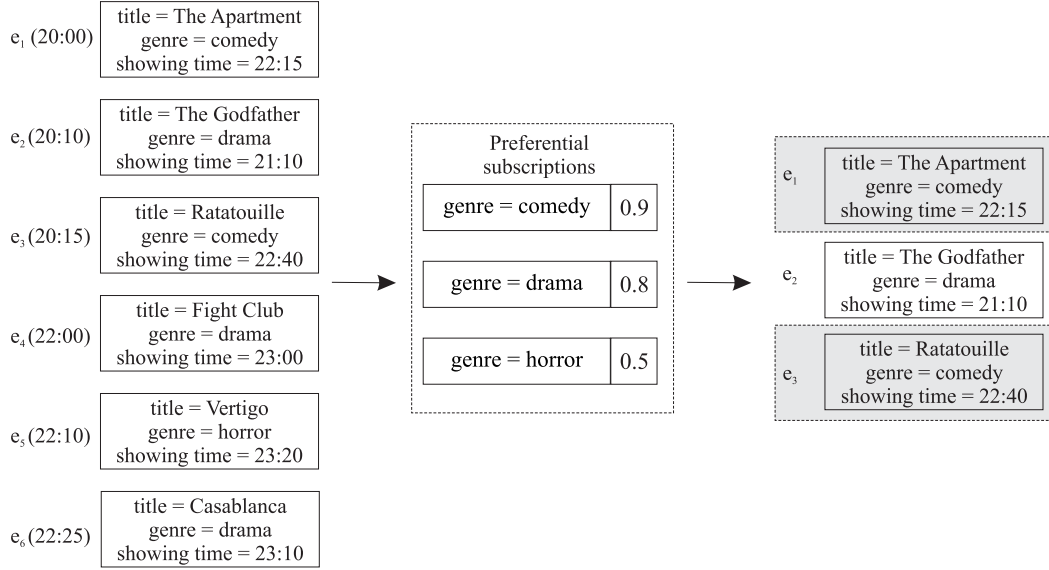 e₁ (20:00)
title = The Apartment
genre = comedy
showing time = 22:15
e₂ (20:10)
title = The Godfather
genre = drama
showing time = 21:10
e₃ (20:15)
title = Ratatouille
genre = comedy
showing time = 22:40
e₄ (22:00)
title = Fight Club
genre = drama
showing time = 23:00
e₅ (22:10)
title = Vertigo
genre = horror
showing time = 23:20
e₆ (22:25)
title = Casablanca
genre = drama
showing time = 23:10
Preferential
subscriptions
genre = comedy 0.9
genre = drama 0.8
genre = horror 0.5
e₁
title = The Apartment
genre = comedy
showing time = 22:15
e₂
title = The Godfather
genre = drama
showing time = 21:10
e₃
title = Ratatouille
genre = comedy
showing time = 22:40